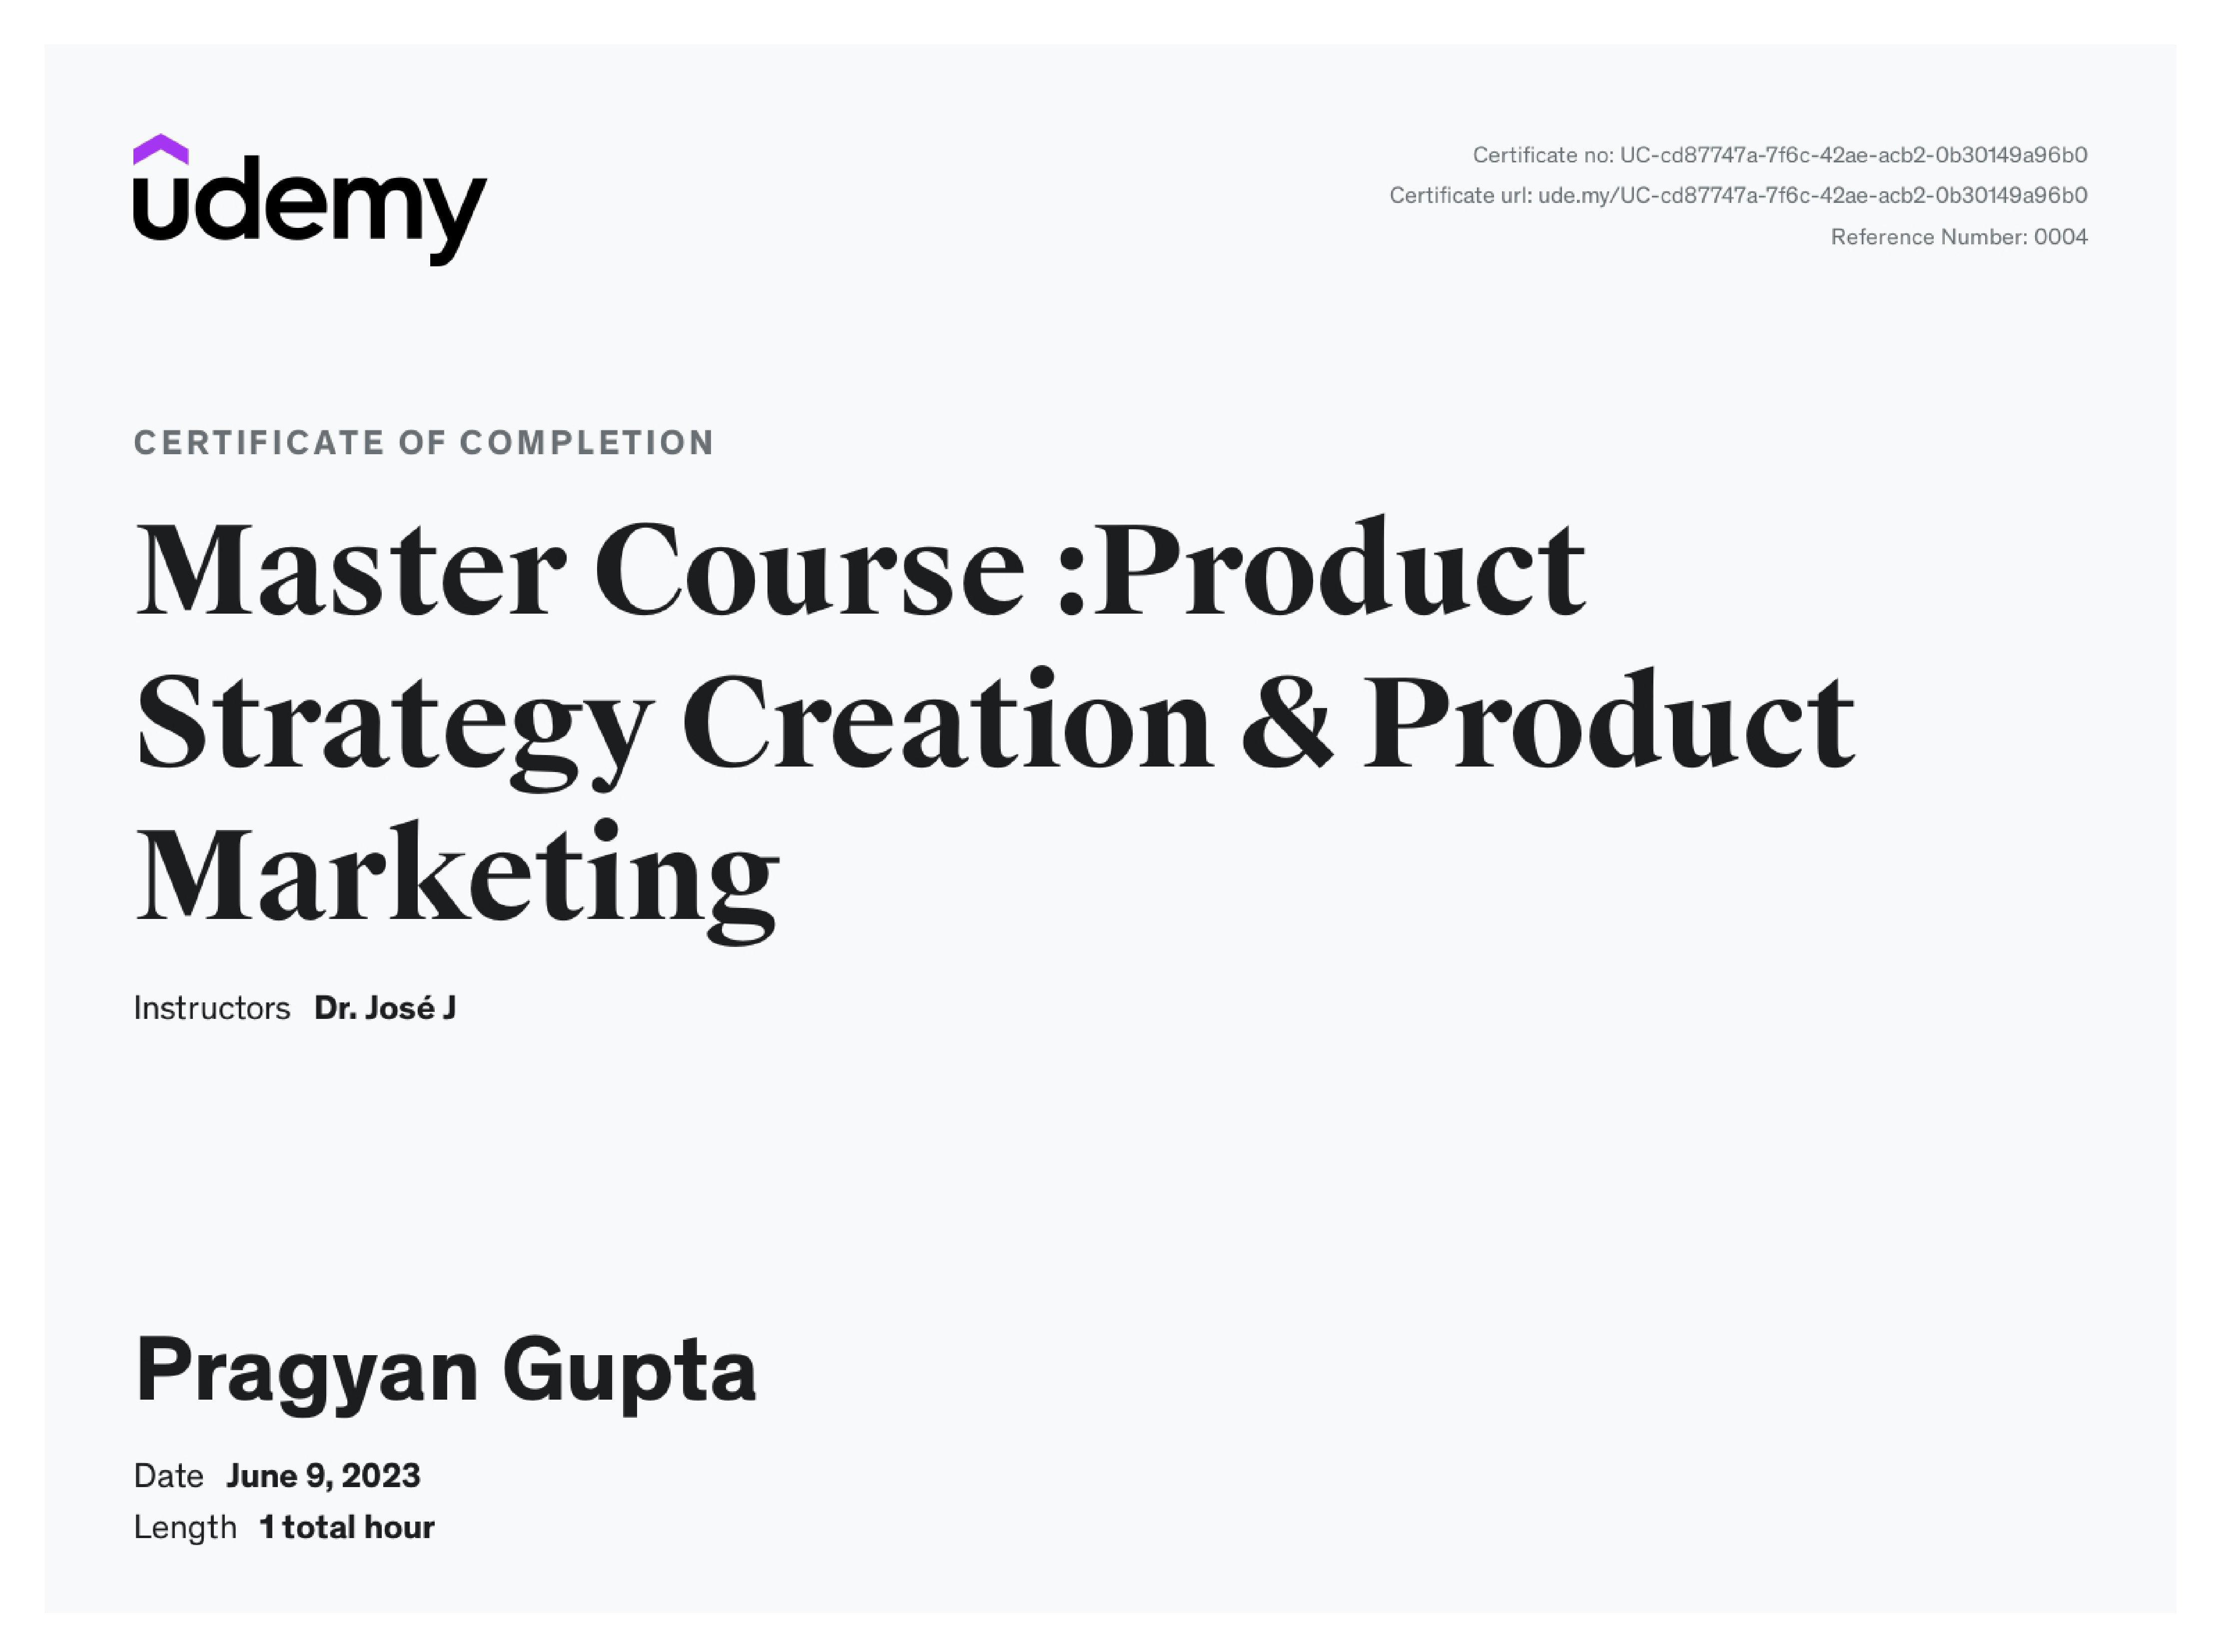 udemy
Certificate no: UC-cd87747a-7f6c-42ae-acb2-0b30149a96b0
Certificate url: ude.my/UC-cd87747a-7f6c-42ae-acb2-0b30149a96b0
Reference Number: 0004
CERTIFICATE OF COMPLETION
Master Course :Product
Strategy Creation & Product
Marketing
Instructors Dr. José J
Pragyan Gupta
Date June 9, 2023
Length 1 total hour